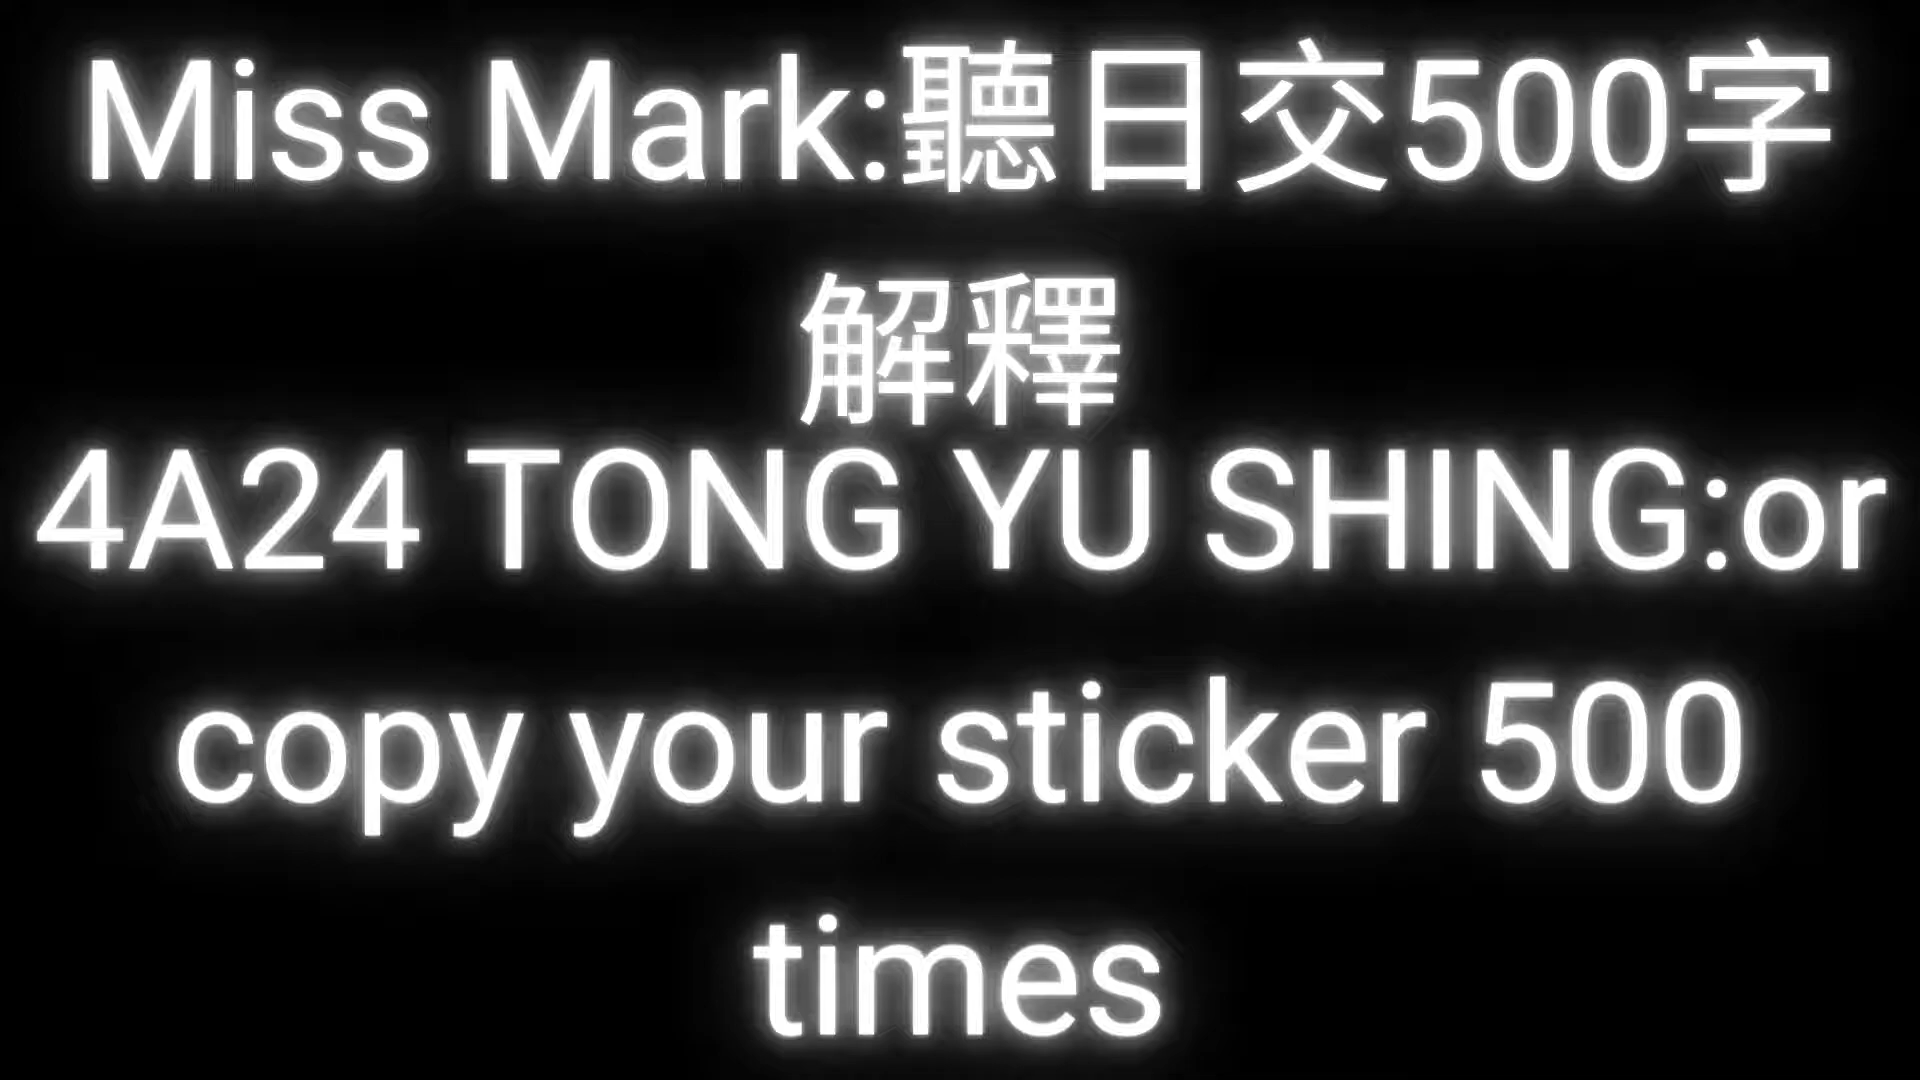 Miss Mark:聽日交500字
解釋
4A24 TONG YU SHING:or
copy your sticker 500
times